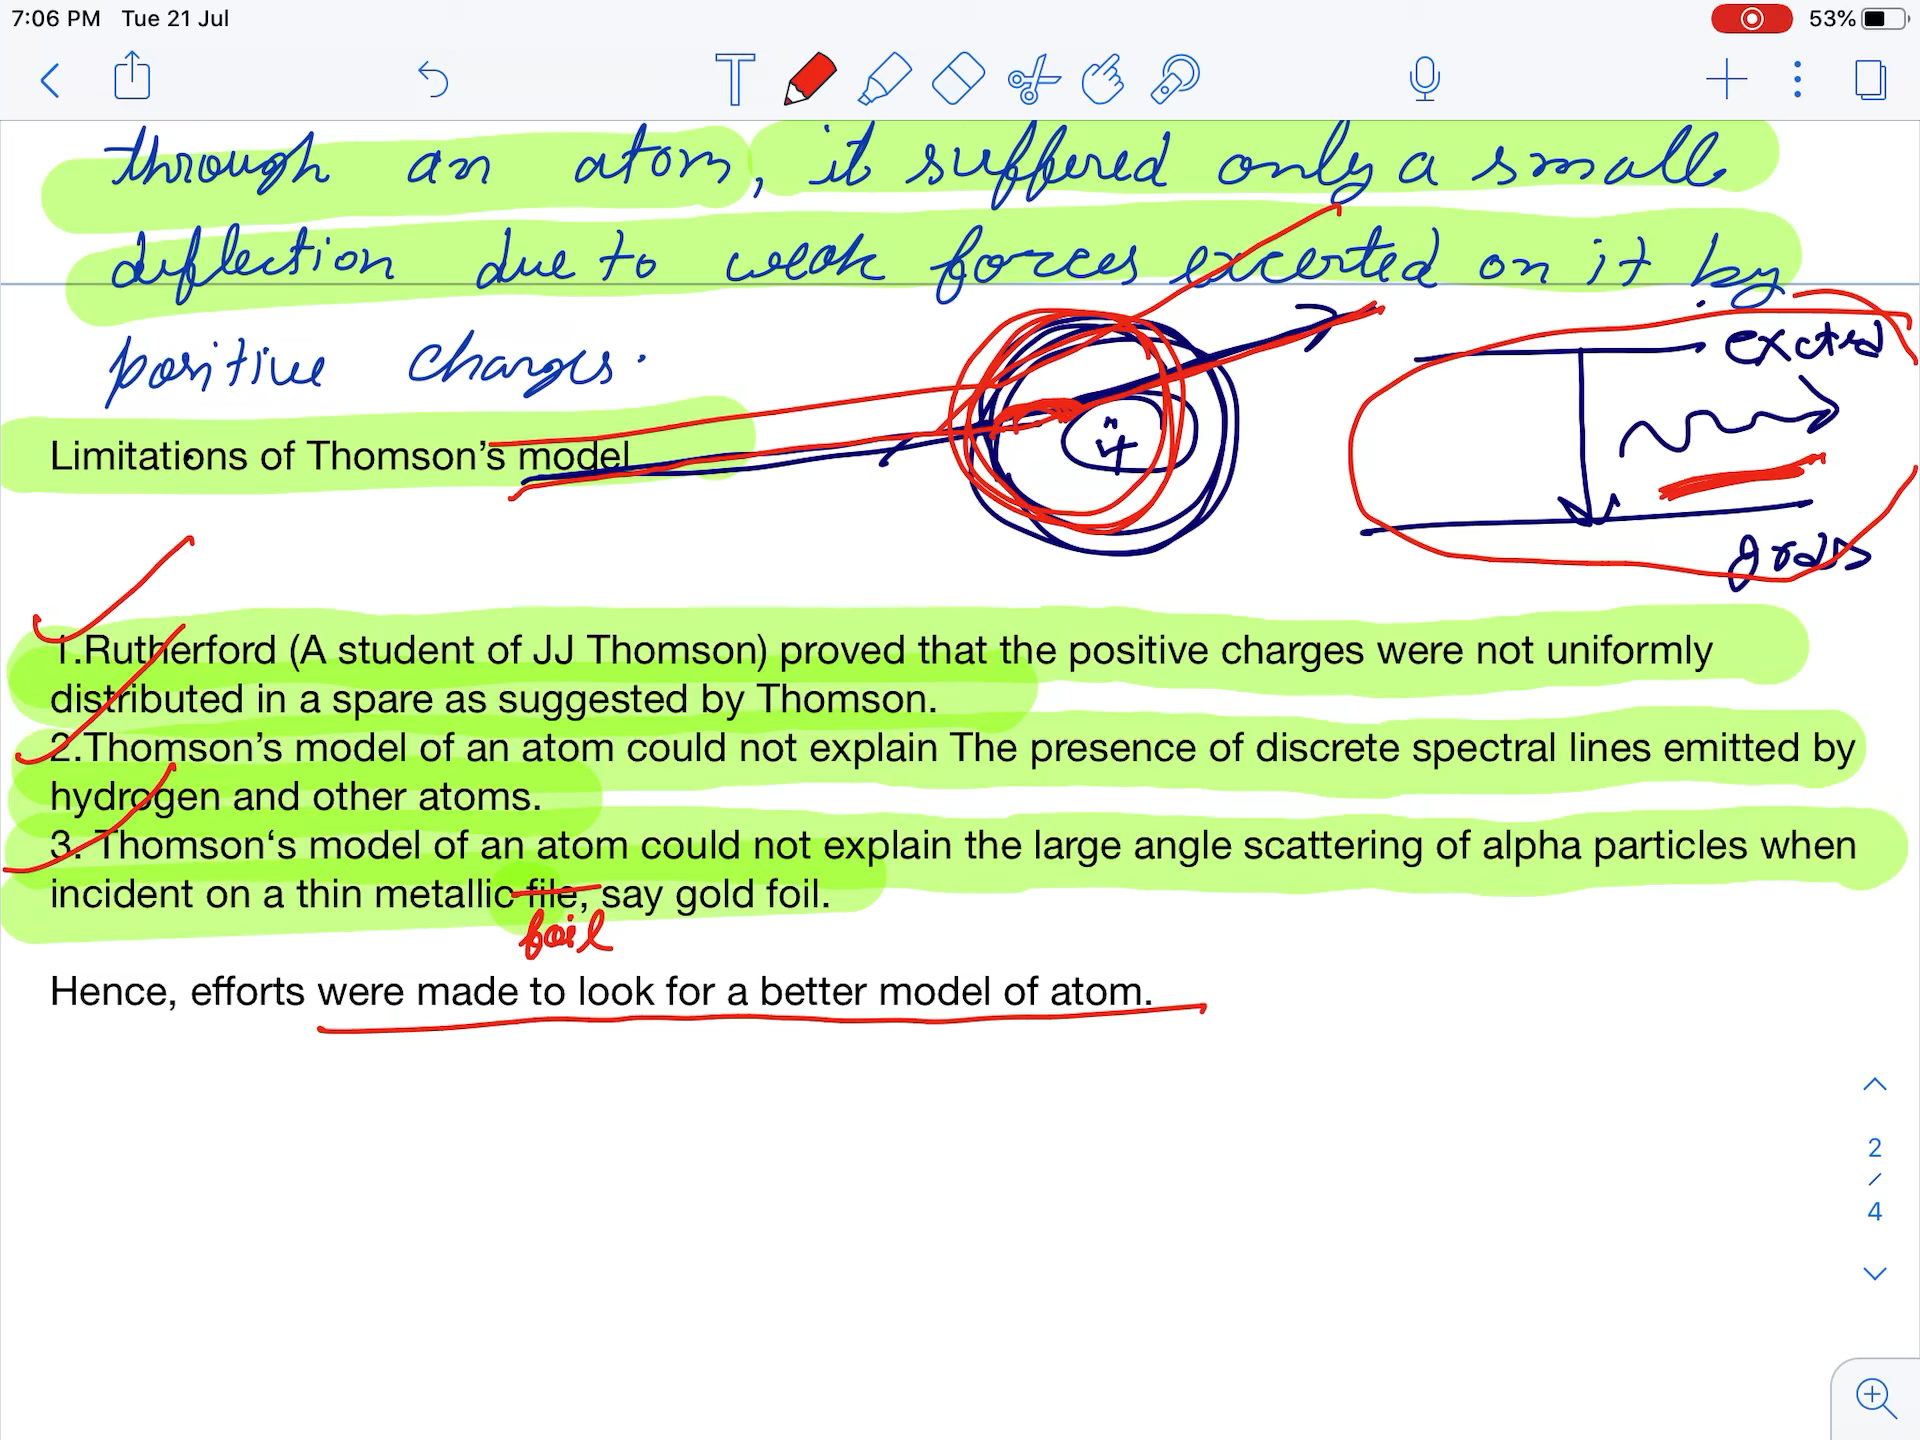 7:06 PM Tue 21 Jul
53%
T
through an atom, it suffered only a small
deflection due to weak forces excerted on it by
positive charges.
Limitations of Thomson's model
1.Rutherford (A student of JJ Thomson) proved that the positive charges were not uniformly
distributed in a spare as suggested by Thomson.
2.Thomson's model of an atom could not explain The presence of discrete spectral lines emitted by
hydrogen and other atoms.
3. Thomson‘s model of an atom could not explain the large angle scattering of alpha particles when
incident on a thin metallic file, say gold foil.
foil
Hence, efforts were made to look for a better model of atom.
2
/
4